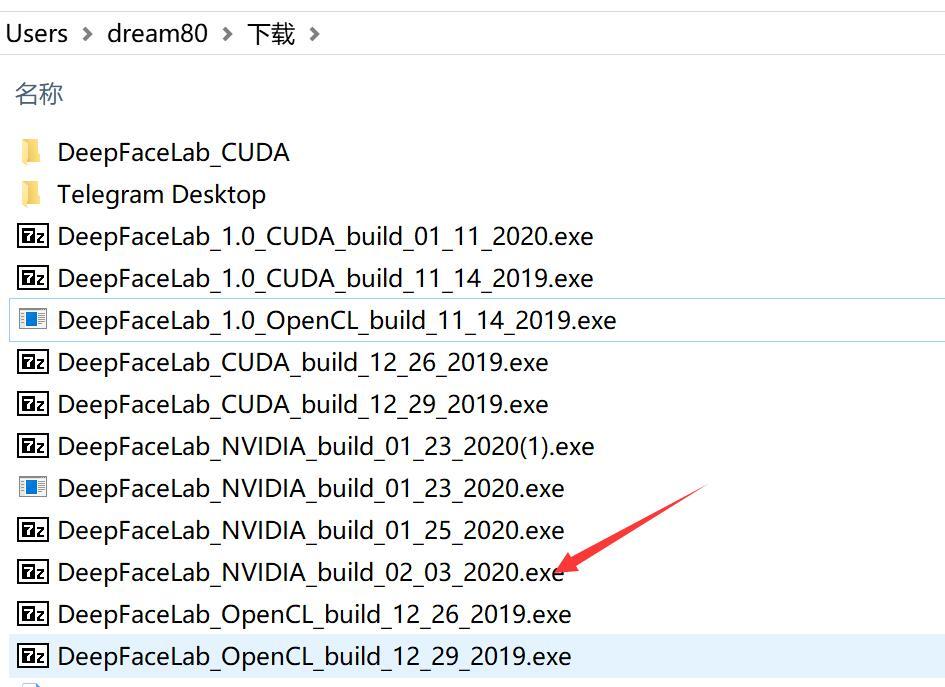 Users > dream80 > 下载 >
名称
DeepFaceLab_CUDA
Telegram Desktop
DeepFaceLab_1.0_CUDA_build_01_11_2020.exe
DeepFaceLab_1.0_CUDA_build_11_14_2019.exe
DeepFaceLab_1.0_OpenCL_build_11_14_2019.exe
DeepFaceLab_CUDA_build_12_26_2019.exe
DeepFaceLab_CUDA_build_12_29_2019.exe
DeepFaceLab_NVIDIA_build_01_23_2020(1).exe
DeepFaceLab_NVIDIA_build_01_23_2020.exe
DeepFaceLab_NVIDIA_build_01_25_2020.exe
DeepFaceLab_NVIDIA_build_02_03_2020.exe
DeepFaceLab_OpenCL_build_12_26_2019.exe
DeepFaceLab_OpenCL_build_12_29_2019.exe